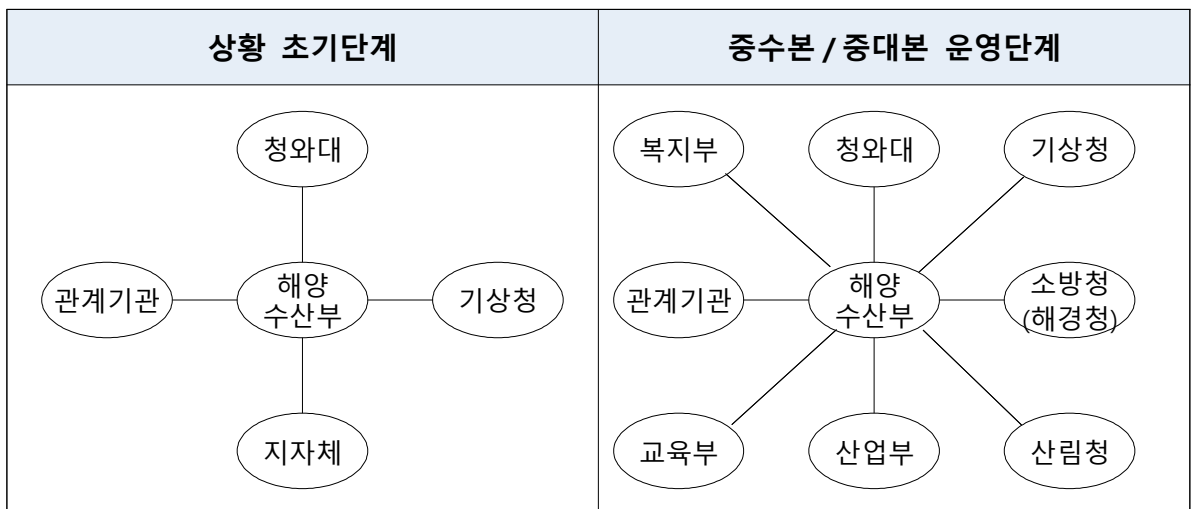 상황 초기단계
중수본 / 중대본 운영단계
청와대
관계기관
해양
수산부
기상청
지자체
복지부
청와대
기상청
관계기관
해양
수산부
소방청
(해경청)
교육부
산업부
산림청